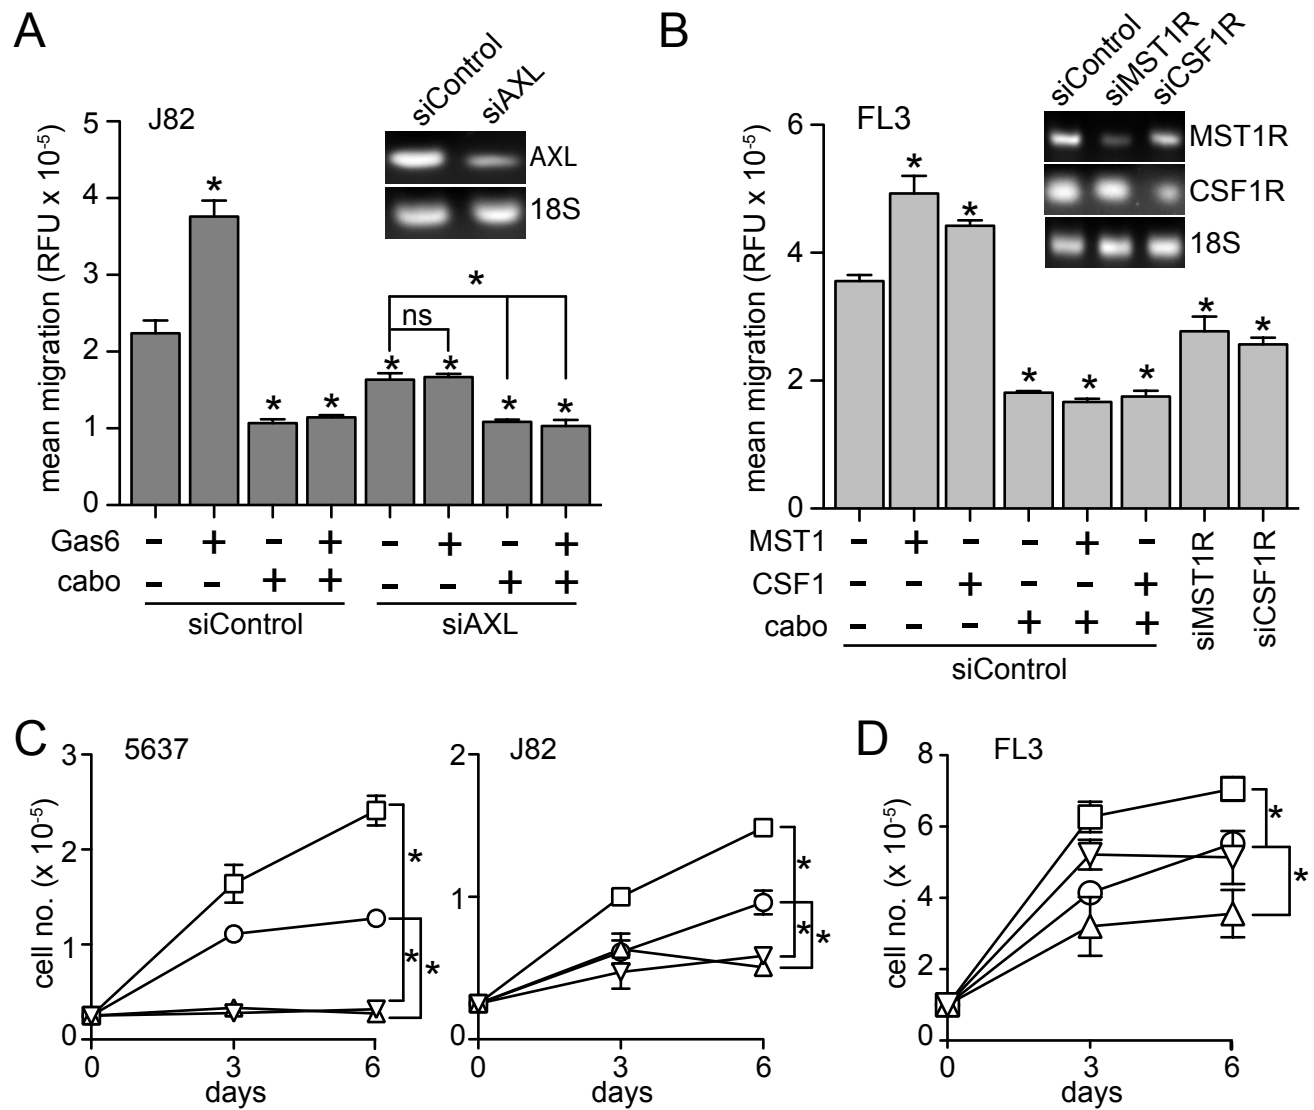 A
J82
siControl
siAXL
AXL
18S
mean migration (RFU x 10-5)
5
4
3
2
1
0
*
*
*
*
ns
*
*
*
*
Gas6 - + - + - + - +
cabo - - + + - - + +
siControl
siAXL
B
FL3
siControl
siMST1R
siCSF1R
MST1R
CSF1R
18S
mean migration (RFU x 10-5)
6
4
2
0
*
*
*
*
*
*
*
MST1 - + - - + -
CSF1 - - + - - +
cabo - - - + + +
siControl
siMST1R
siCSF1R
C
5637
cell no. (x 10-5)
3
2
1
0
*
*
*
0 3 6
days
J82
2
1
0
*
*
*
0 3 6
days
D
FL3
cell no. (x 10-5)
8
6
4
2
0
*
*
0 3 6
days